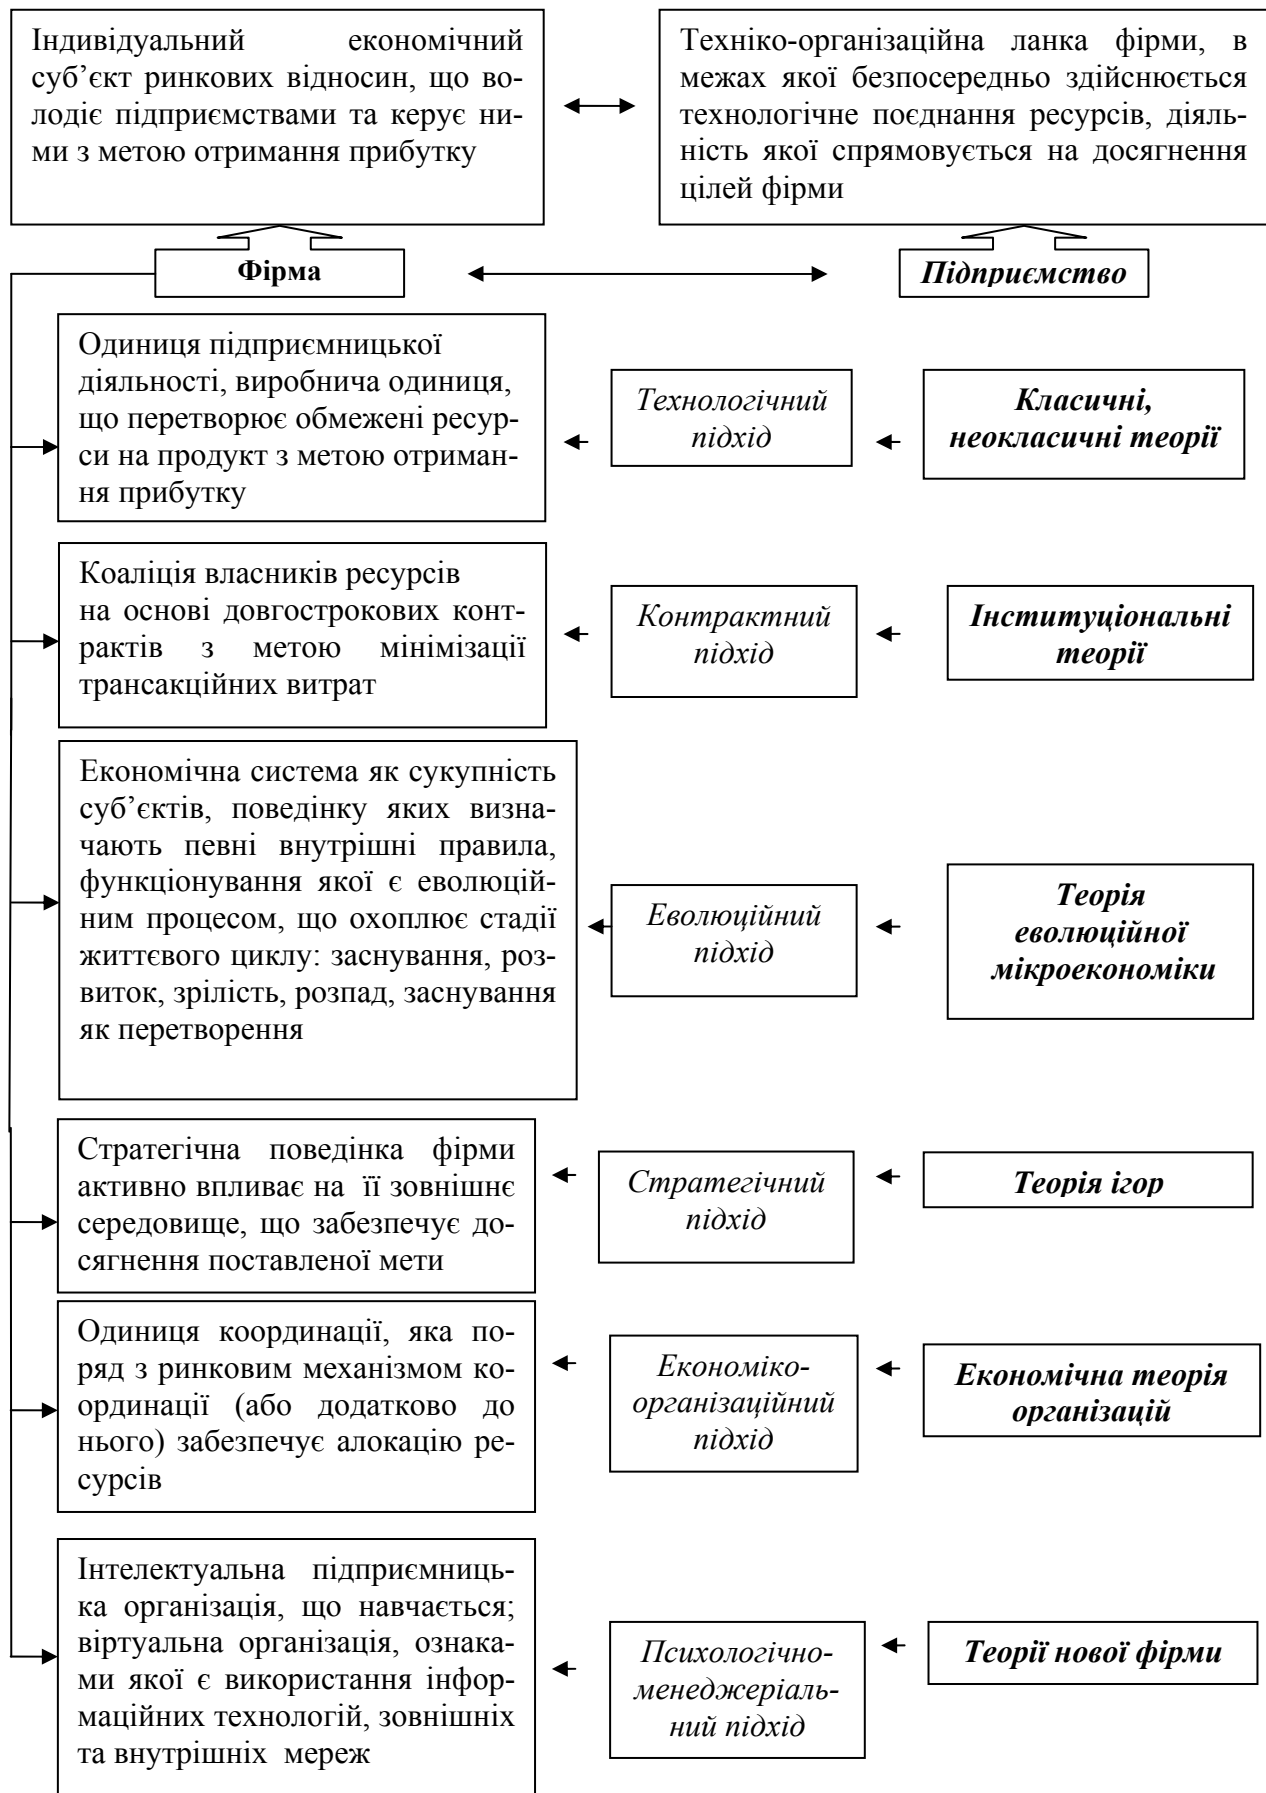 Індивідуальний економічний
суб’єкт ринкових відносин, що во-
лодіє підприємствами та керує ни-
ми з метою отримання прибутку
Техніко-організаційна ланка фірми, в
межах якої безпосередньо здійснюється
технологічне поєднання ресурсів, діяль-
ність якої спрямовується на досягнення
цілей фірми
Фірма
Підприємство
Одиниця підприємницької
діяльності, виробнича одиниця,
що перетворює обмежені ресур-
си на продукт з метою отриман-
ня прибутку
Технологічний
підхід
Класичні,
неокласичні теорії
Коаліція власників ресурсів
на основі довгострокових конт-
рактів з метою мінімізації
трансакційних витрат
Контрактний
підхід
Інституціональні
теорії
Економічна система як сукупність
суб’єктів, поведінку яких визна-
чають певні внутрішні правила,
функціонування якої є еволюцій-
ним процесом, що охоплює стадії
життєвого циклу: заснування, роз-
виток, зрілість, розпад, заснування
як перетворення
Еволюційний
підхід
Теорія
еволюційної
мікроекономіки
Стратегічна поведінка фірми
активно впливає на її зовнішнє
середовище, що забезпечує до-
сягнення поставленої мети
Стратегічний
підхід
Теорія ігор
Одиниця координації, яка по-
ряд з ринковим механізмом ко-
ординації (або додатково до
нього) забезпечує алокацію ре-
сурсів
Економіко-
організаційний
підхід
Економічна теорія
організацій
Інтелектуальна підприємниць-
ка організація, що навчається;
віртуальна організація, ознака-
ми якої є використання інфор-
маційних технологій, зовнішніх
та внутрішніх мереж
Психологічно-
менеджеріаль-
ний підхід
Теорії нової фірми